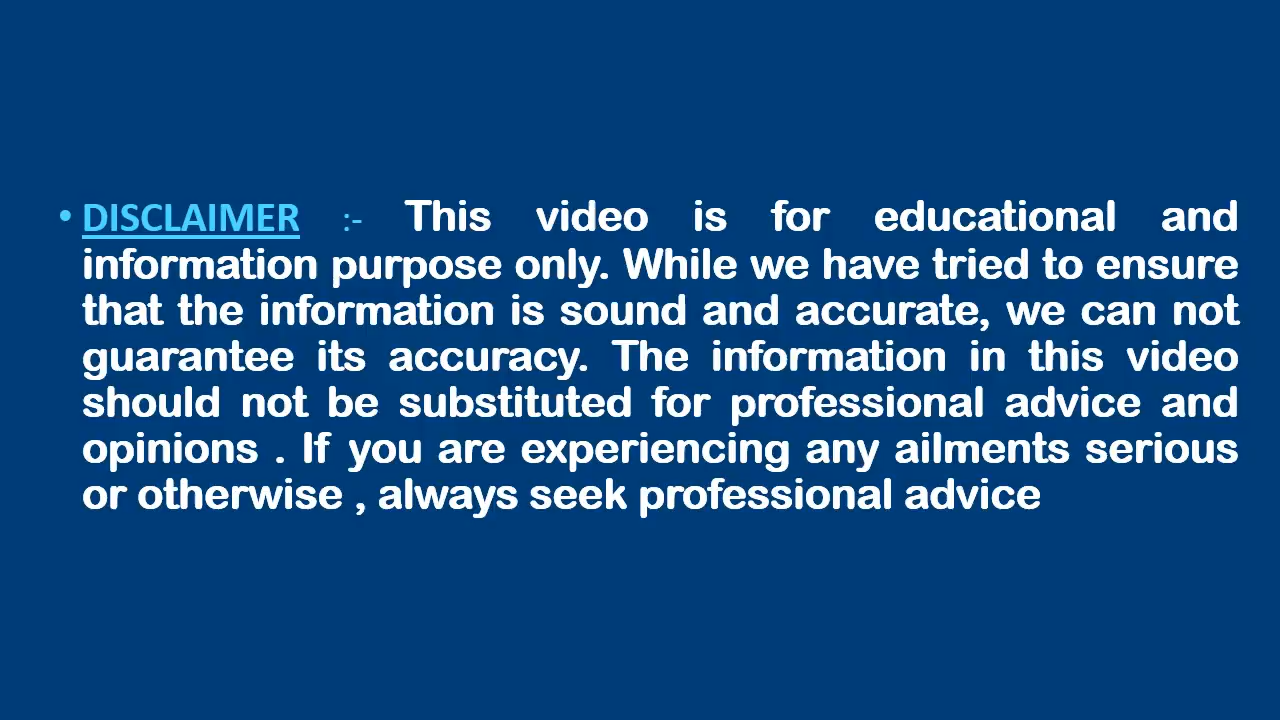 • DISCLAIMER :- This video is for educational and
information purpose only. While we have tried to ensure
that the information is sound and accurate, we can not
guarantee its accuracy. The information in this video
should not be substituted for professional advice and
opinions . If you are experiencing any ailments serious
or otherwise , always seek professional advice